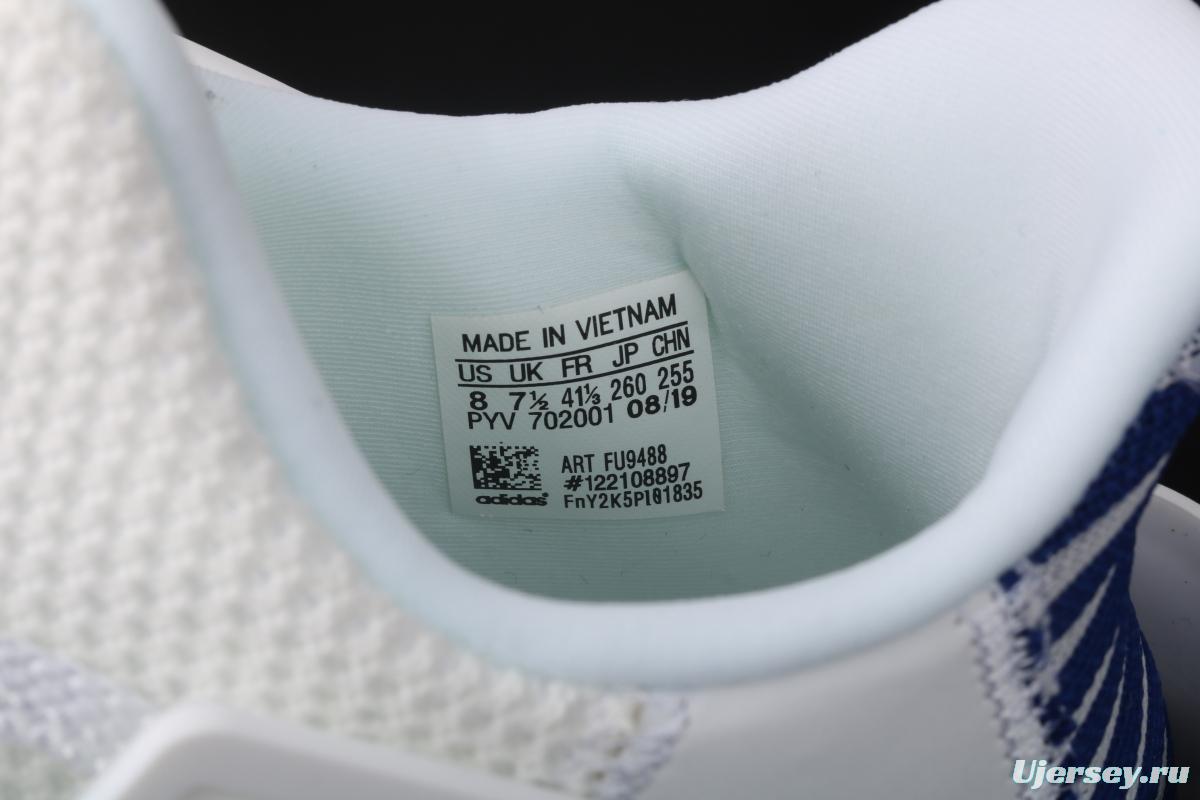 MADE IN VIETNAM
US UK FR JP CHN
8 7½ 41⅓ 260 255
PYV 702001 08/19
ART FU9488
#122108897
adidas FnY2K5Pl01835
Ujersey.ru